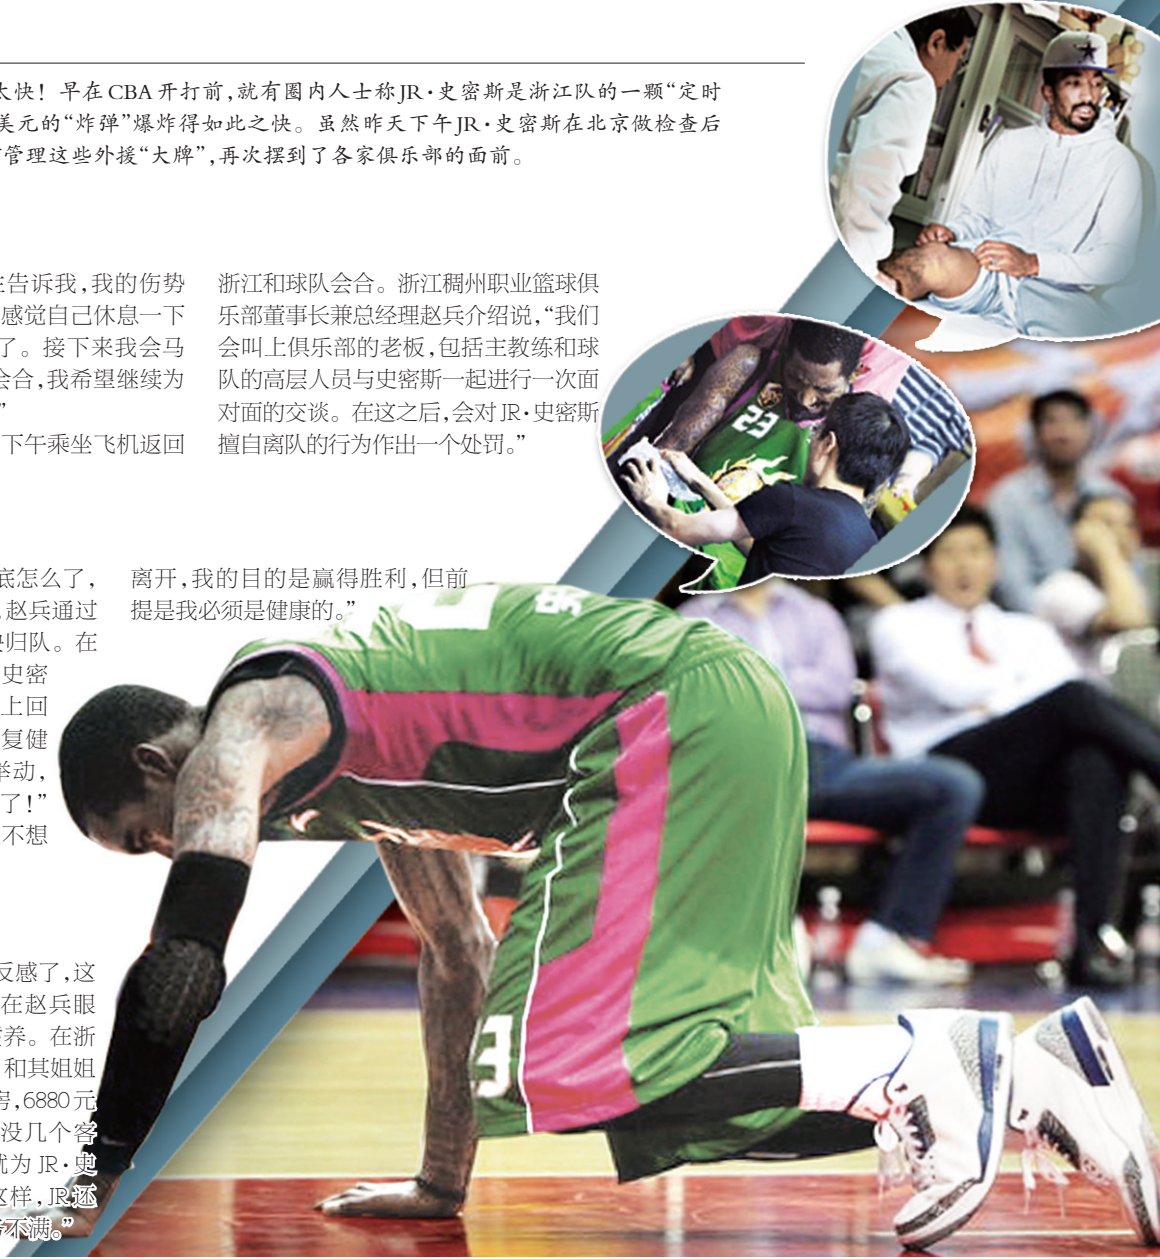 太快！早在CBA开打前,就有圈内人士称JR·史密斯是浙江队的一颗“定时
美元的“炸弹”爆炸得如此之快。虽然昨天下午JR·史密斯在北京做检查后
管理这些外援“大牌”,再次摆到了各家俱乐部的面前。
告诉我,我的伤势
感觉自己休息一下
了。接下来我会马
会合,我希望继续为
”
下午乘坐飞机返回
浙江和球队会合。浙江稠州职业篮球俱
乐部董事长兼总经理赵兵介绍说,“我们
会叫上俱乐部的老板,包括主教练和球
队的高层人员与史密斯一起进行一次面
对面的交谈。在这之后,会对JR·史密斯
擅自离队的行为作出一个处罚。”
底怎么了,
赵兵通过
归队。在
史密
上回
复健
举动,
了!”
不想
离开,我的目的是赢得胜利,但前
提是我必须是健康的。”
反感了,这
在赵兵眼
养。在浙
和其姐姐
房,6880元
没几个客
就为JR·史
这样,JR还
不满。”
23
3